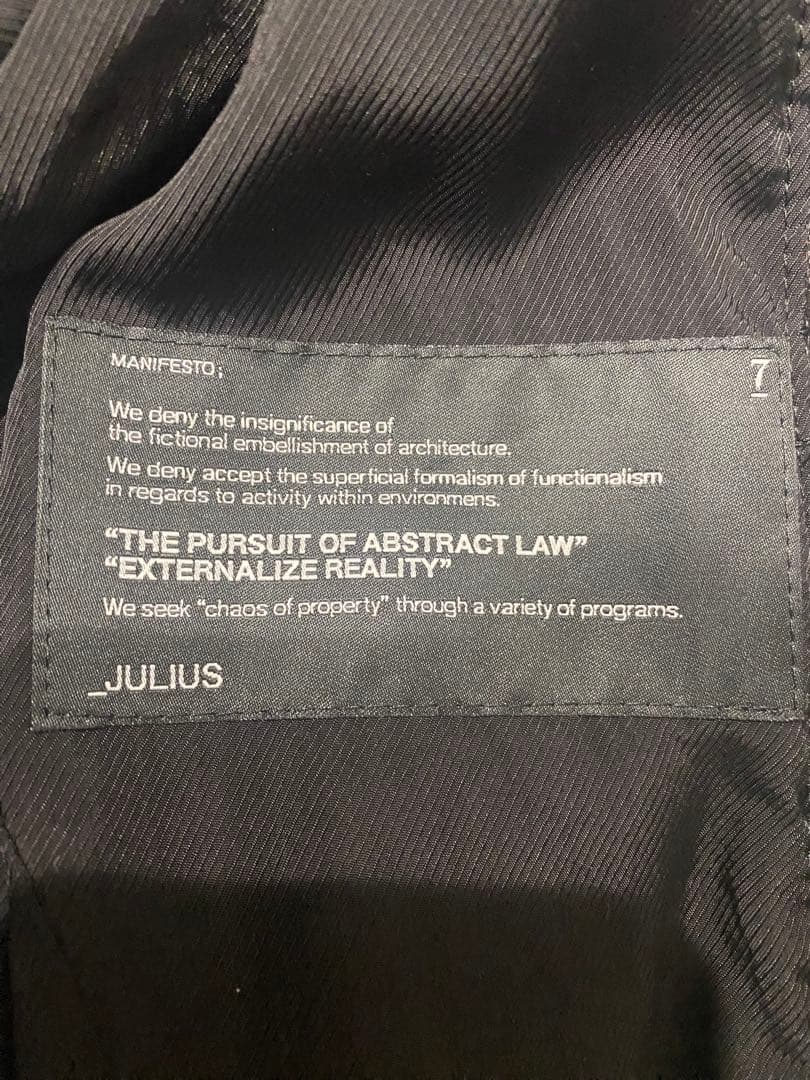 MANIFESTO;
7
We deny the insignificance of
the fictional embellishment of architecture.
We deny accept the superficial formalism of functionalism
in regards to activity within environmens.
“THE PURSUIT OF ABSTRACT LAW”
“EXTERNALIZE REALITY”
We seek “chaos of property” through a variety of programs.
_JULIUS